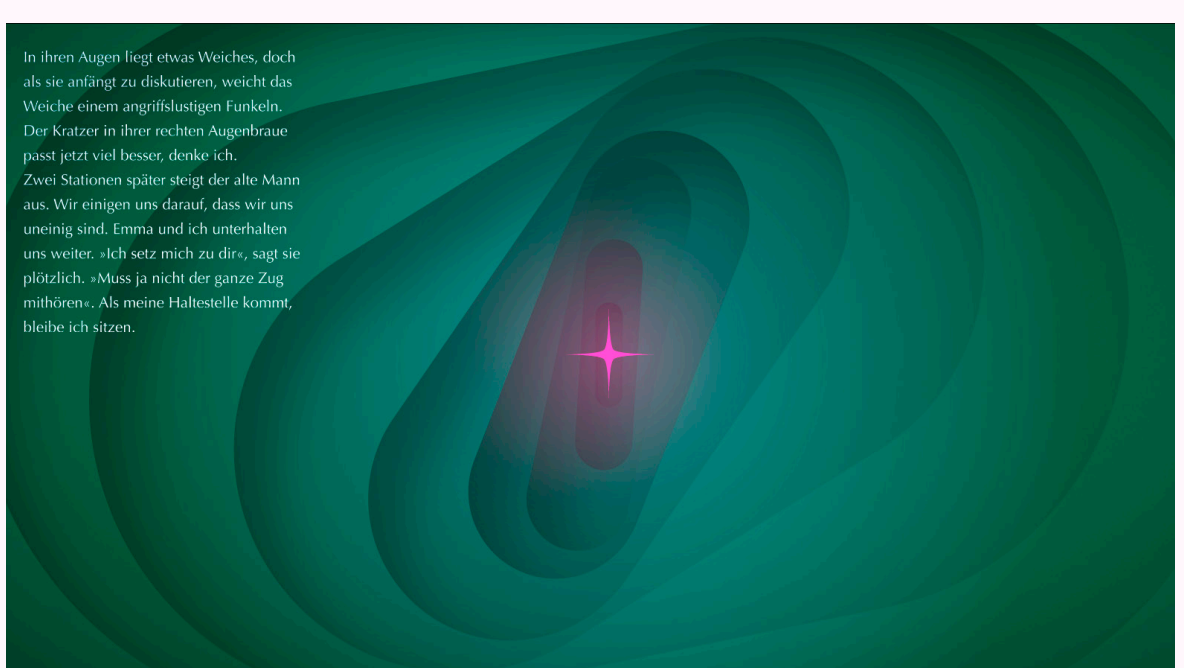 In ihren Augen liegt etwas Weiches, doch
als sie anfängt zu diskutieren, weicht das
Weiche einem angriffslustigen Funkeln.
Der Kratzer in ihrer rechten Augenbraue
passt jetzt viel besser, denke ich.
Zwei Stationen später steigt der alte Mann
aus. Wir einigen uns darauf, dass wir uns
uneinig sind. Emma und ich unterhalten
uns weiter. »Ich setz mich zu dir«, sagt sie
plötzlich. »Muss ja nicht der ganze Zug
mithören«. Als meine Haltestelle kommt,
bleibe ich sitzen.